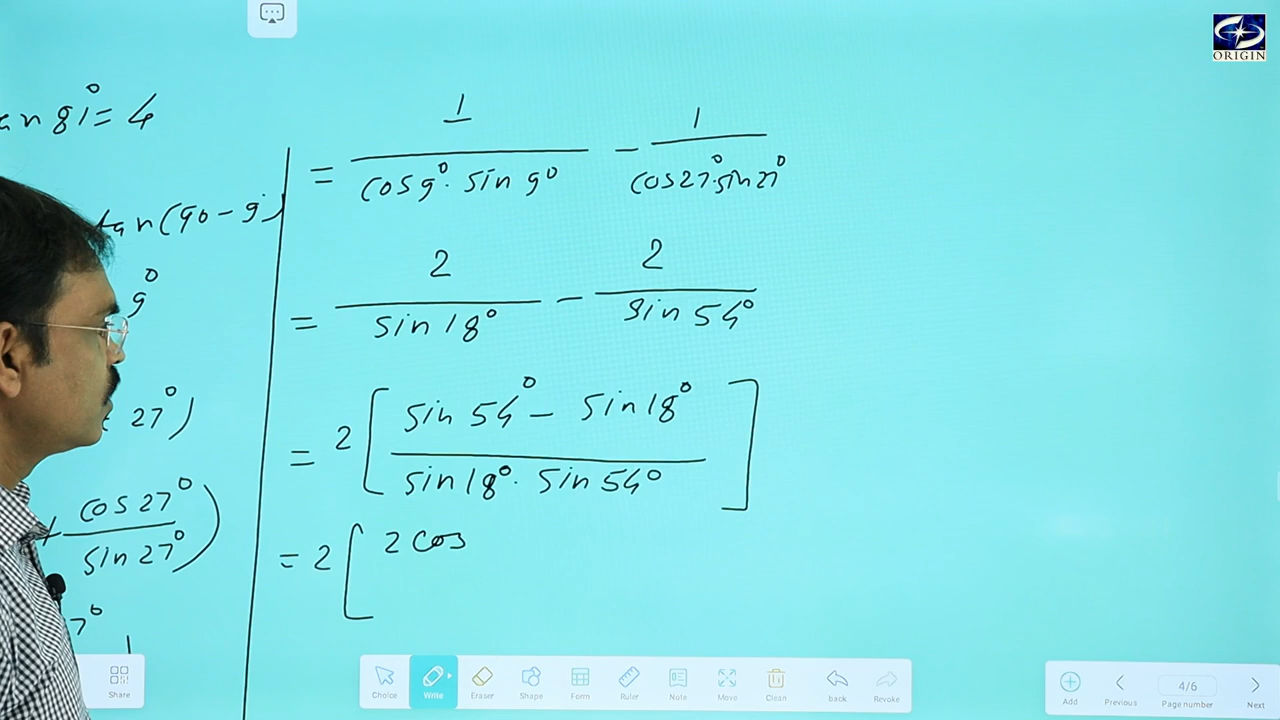 ORIGIN
an 81° = 4
tan(90 - 9)
9°
27°)
+ cos 27° / sin 27° )
7°
1
= 1 / cos 9° . sin 9° - 1 / cos 27° . sin 27°
= 2 / sin 18° - 2 / sin 54°
= 2 [ sin 54° - sin 18° / sin 18° . sin 54° ]
= 2 [ 2 cos
Share
Choice Write Eraser Shape Form Ruler Note Move Clean back Revoke
Add Previous 4/6 Page number Next